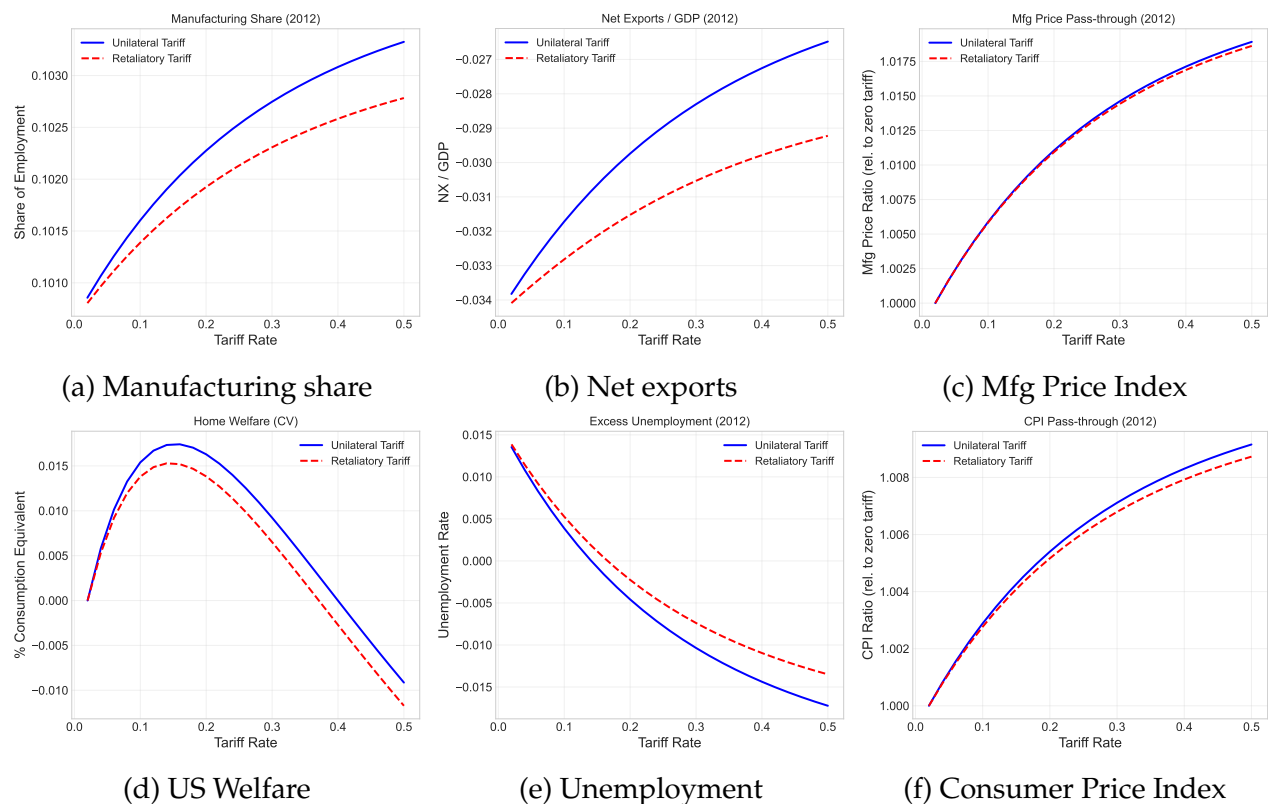 Manufacturing Share (2012)
Unilateral Tariff
Retaliatory Tariff
Share of Employment
0.1030
0.1025
0.1020
0.1015
0.1010
0.0 0.1 0.2 0.3 0.4 0.5
Tariff Rate
(a) Manufacturing share
Net Exports / GDP (2012)
Unilateral Tariff
Retaliatory Tariff
NX / GDP
−0.027
−0.028
−0.029
−0.030
−0.031
−0.032
−0.033
−0.034
0.0 0.1 0.2 0.3 0.4 0.5
Tariff Rate
(b) Net exports
Mfg Price Pass-through (2012)
Unilateral Tariff
Retaliatory Tariff
Mfg Price Ratio (rel. to zero tariff)
1.0175
1.0150
1.0125
1.0100
1.0075
1.0050
1.0025
1.0000
0.0 0.1 0.2 0.3 0.4 0.5
Tariff Rate
(c) Mfg Price Index
Home Welfare (CV)
Unilateral Tariff
Retaliatory Tariff
% Consumption Equivalent
0.015
0.010
0.005
0.000
−0.005
−0.010
0.0 0.1 0.2 0.3 0.4 0.5
Tariff Rate
(d) US Welfare
Excess Unemployment (2012)
Unilateral Tariff
Retaliatory Tariff
Unemployment Rate
0.015
0.010
0.005
0.000
−0.005
−0.010
−0.015
0.0 0.1 0.2 0.3 0.4 0.5
Tariff Rate
(e) Unemployment
CPI Pass-through (2012)
Unilateral Tariff
Retaliatory Tariff
CPI Ratio (rel. to zero tariff)
1.008
1.006
1.004
1.002
1.000
0.0 0.1 0.2 0.3 0.4 0.5
Tariff Rate
(f) Consumer Price Index